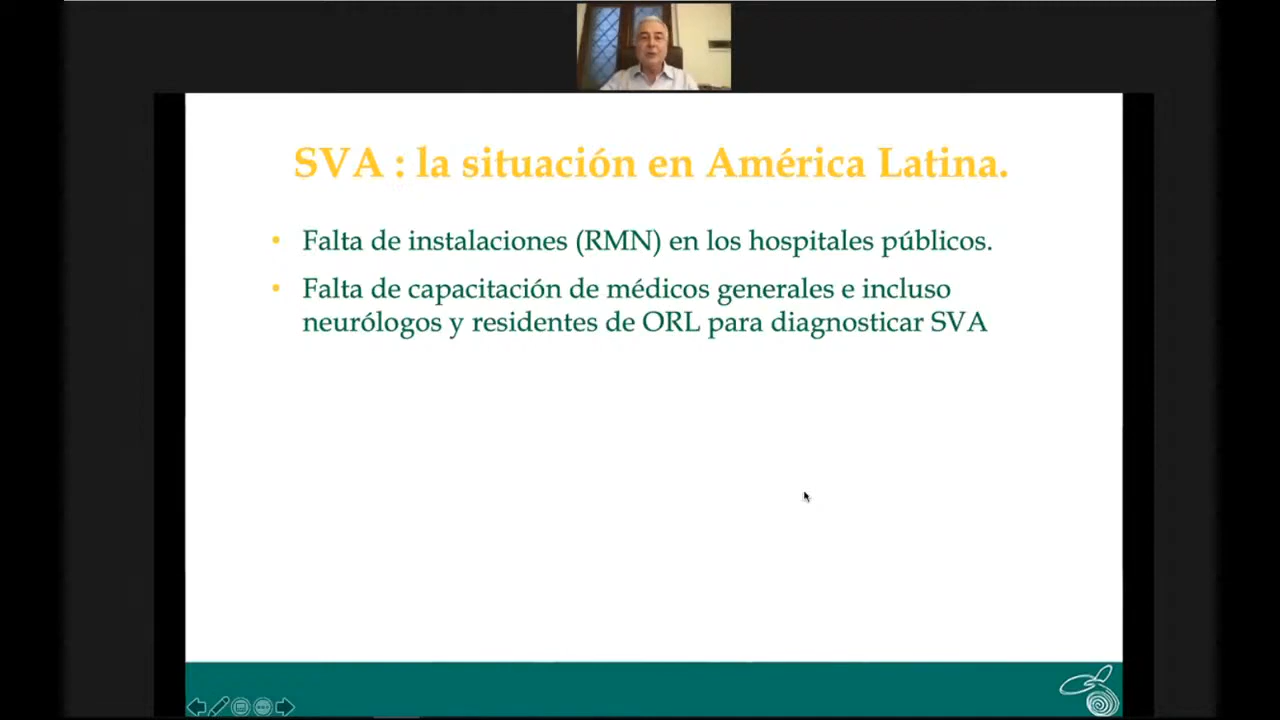 SVA : la situación en América Latina.
• Falta de instalaciones (RMN) en los hospitales públicos.
• Falta de capacitación de médicos generales e incluso
neurólogos y residentes de ORL para diagnosticar SVA